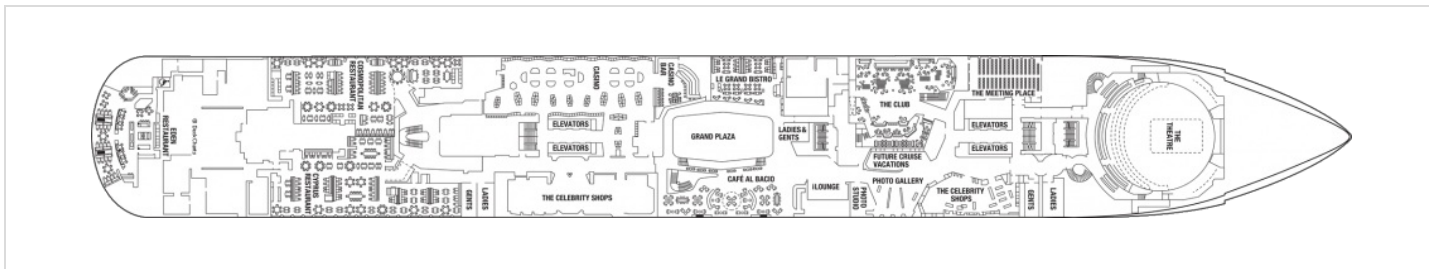 EDEN
RESTAURANT
COSMOPOLITAN
RESTAURANT
CYPRUS
RESTAURANT
GENTS
LADIES
CASINO
ELEVATORS
ELEVATORS
THE CELEBRITY SHOPS
CASINO
BAR
LE GRAND BISTRO
GRAND PLAZA
CAFÉ AL BACIO
LADIES &
GENTS
iLOUNGE
PHOTO
STUDIO
THE CLUB
FUTURE CRUISE
VACATIONS
PHOTO GALLERY
THE CELEBRITY
SHOPS
THE MEETING PLACE
ELEVATORS
ELEVATORS
GENTS
LADIES
THE
THEATRE